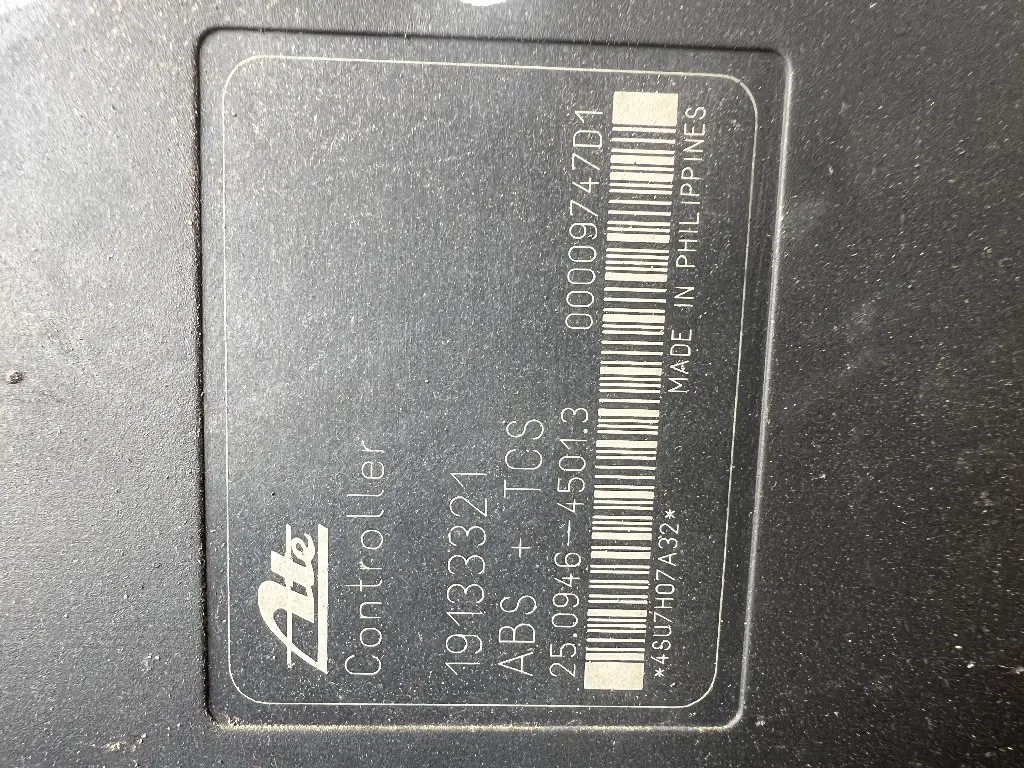 Ate
Controller
19133321
ABS + TCS
25.0946-4501.3 00009747D1
*4SU7H07A32* MADE IN PHILIPPINES